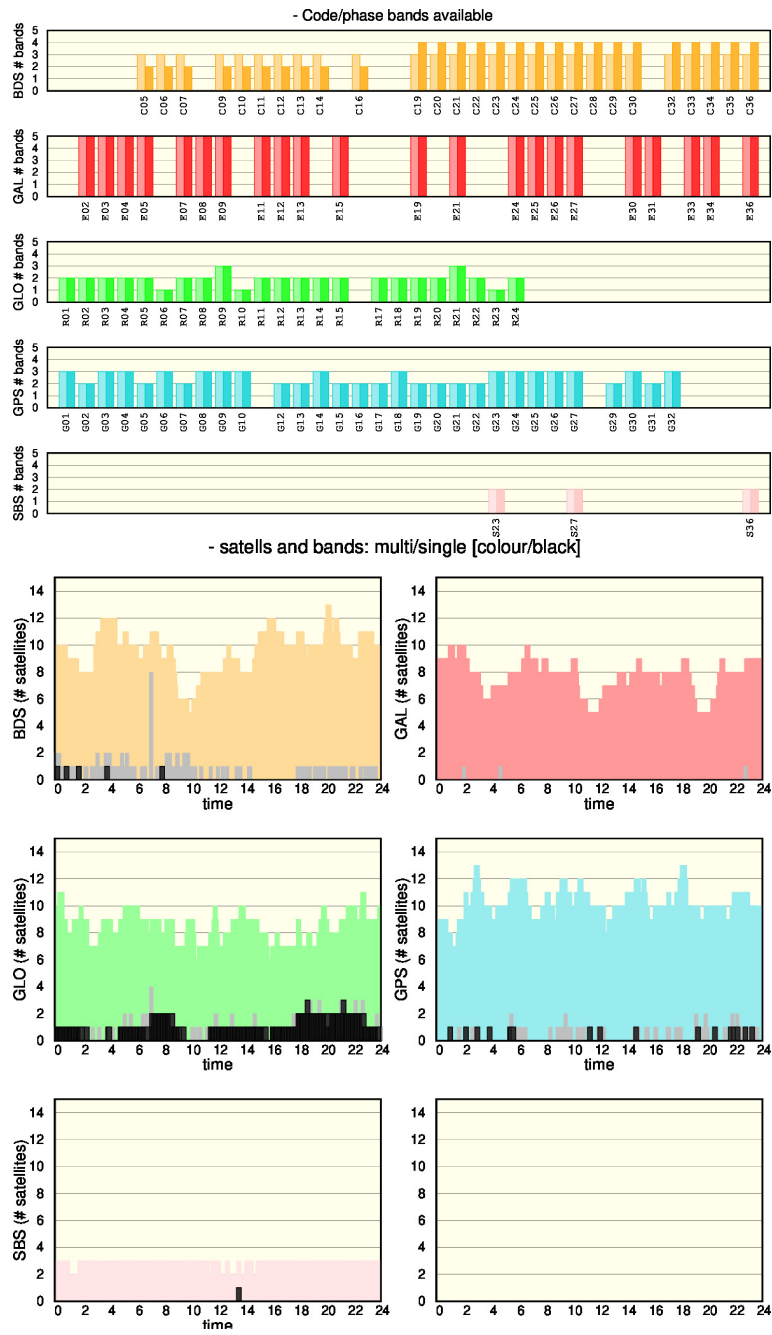 - Code/phase bands available
BDS # bands
5
4
3
2
1
0
C05 C06 C07 C09 C10 C11 C12 C13 C14 C16 C19 C20 C21 C22 C23 C24 C25 C26 C27 C28 C29 C30 C32 C33 C34 C35 C36
GAL # bands
5
4
3
2
1
0
E02 E03 E04 E05 E07 E08 E09 E11 E12 E13 E15 E19 E21 E24 E25 E26 E27 E30 E31 E33 E34 E36
GLO # bands
5
4
3
2
1
0
R01 R02 R03 R04 R05 R06 R07 R08 R09 R10 R11 R12 R13 R14 R15 R17 R18 R19 R20 R21 R22 R23 R24
GPS # bands
5
4
3
2
1
0
G01 G02 G03 G04 G05 G06 G07 G08 G09 G10 G12 G13 G14 G15 G16 G17 G18 G19 G20 G21 G22 G23 G24 G25 G26 G27 G29 G30 G31 G32
SBS # bands
5
4
3
2
1
0
S23 S27 S36
- satells and bands: multi/single [colour/black]
BDS (# satellites)
14
12
10
8
6
4
2
0
0 2 4 6 8 10 12 14 16 18 20 22 24
time
GAL (# satellites)
14
12
10
8
6
4
2
0
0 2 4 6 8 10 12 14 16 18 20 22 24
time
GLO (# satellites)
14
12
10
8
6
4
2
0
0 2 4 6 8 10 12 14 16 18 20 22 24
time
GPS (# satellites)
14
12
10
8
6
4
2
0
0 2 4 6 8 10 12 14 16 18 20 22 24
time
SBS (# satellites)
14
12
10
8
6
4
2
0
0 2 4 6 8 10 12 14 16 18 20 22 24
time
14
12
10
8
6
4
2
0
0 2 4 6 8 10 12 14 16 18 20 22 24